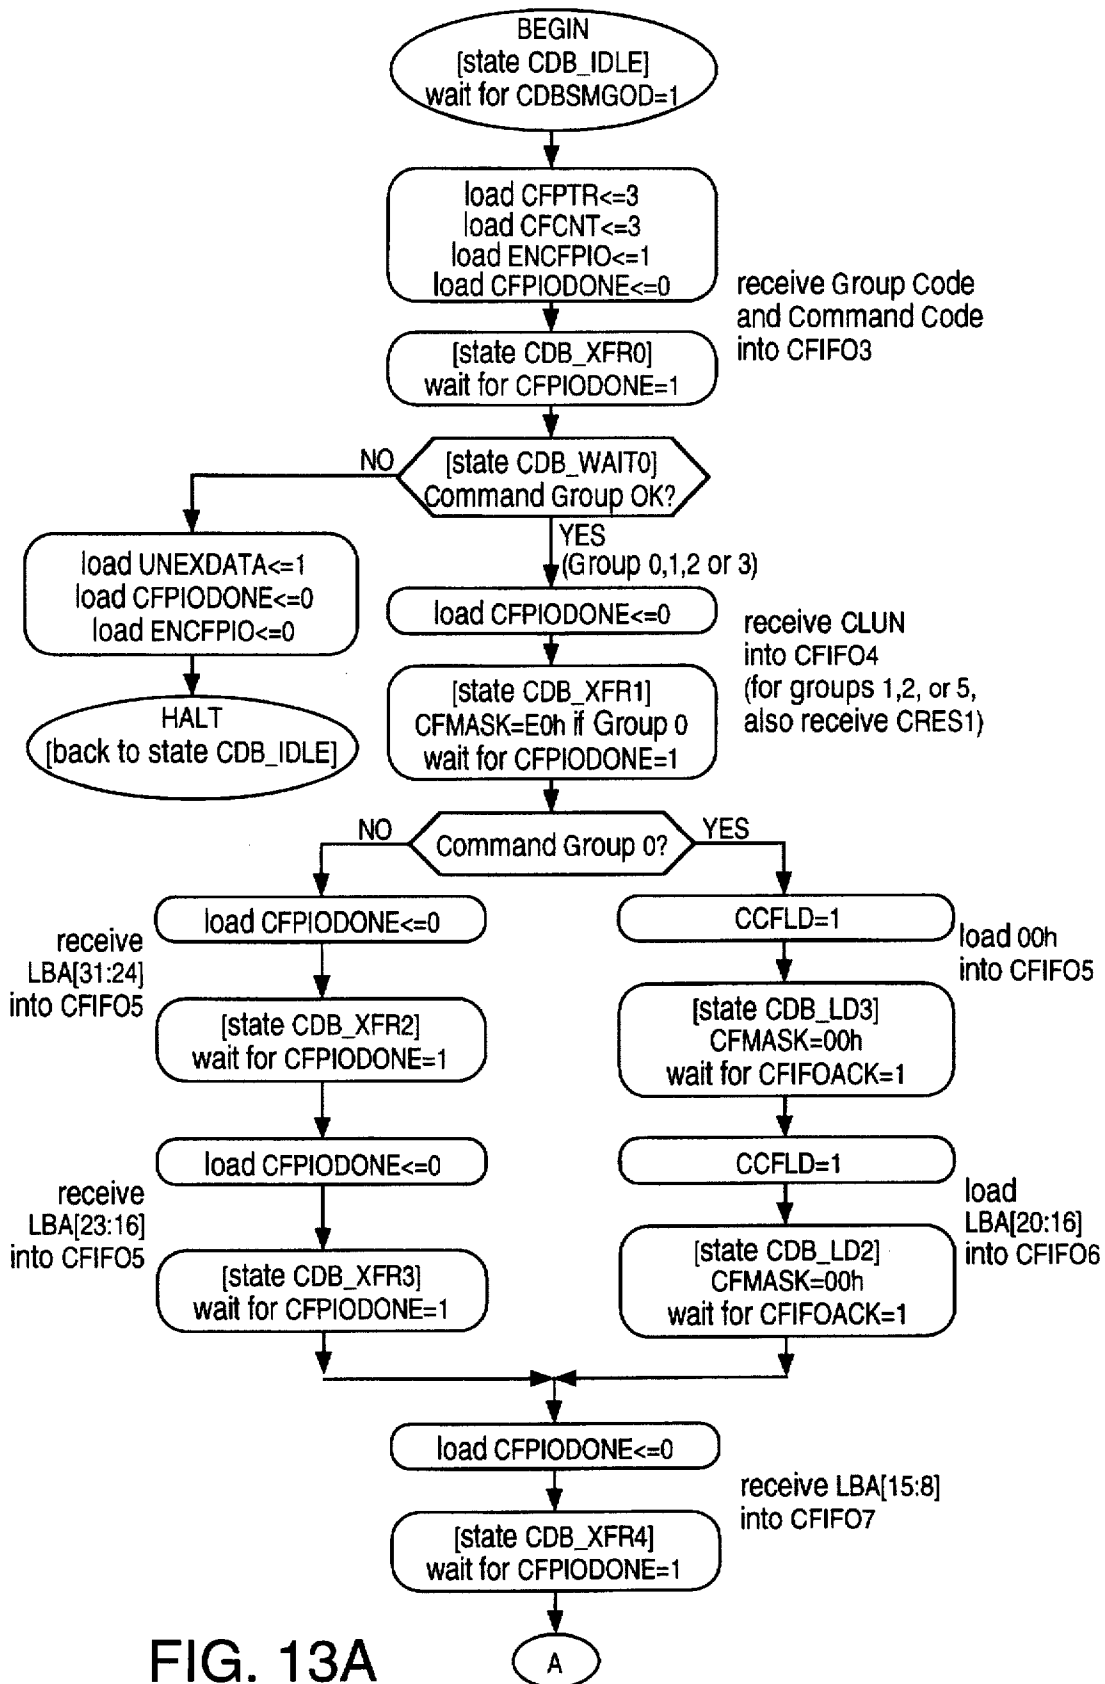 BEGIN
[state CDB_IDLE]
wait for CDBSMGOD=1
load CFPTR<=3
load CFCNT<=3
load ENCFPIO<=1
load CFPIODONE<=0
receive Group Code
and Command Code
into CFIFO3
[state CDB_XFR0]
wait for CFPIODONE=1
NO
[state CDB_WAIT0]
Command Group OK?
YES
(Group 0,1,2 or 3)
load UNEXDATA<=1
load CFPIODONE<=0
load ENCFPIO<=0
HALT
[back to state CDB_IDLE]
load CFPIODONE<=0
receive CLUN
into CFIFO4
(for groups 1,2, or 5,
also receive CRES1)
[state CDB_XFR1]
CFMASK=E0h if Group 0
wait for CFPIODONE=1
NO
Command Group 0?
YES
load CFPIODONE<=0
receive
LBA[31:24]
into CFIFO5
[state CDB_XFR2]
wait for CFPIODONE=1
load CFPIODONE<=0
receive
LBA[23:16]
into CFIFO5
[state CDB_XFR3]
wait for CFPIODONE=1
CCFLD=1
load 00h
into CFIFO5
[state CDB_LD3]
CFMASK=00h
wait for CFIFOACK=1
CCFLD=1
load
LBA[20:16]
into CFIFO6
[state CDB_LD2]
CFMASK=00h
wait for CFIFOACK=1
load CFPIODONE<=0
receive LBA[15:8]
into CFIFO7
[state CDB_XFR4]
wait for CFPIODONE=1
A
FIG. 13A